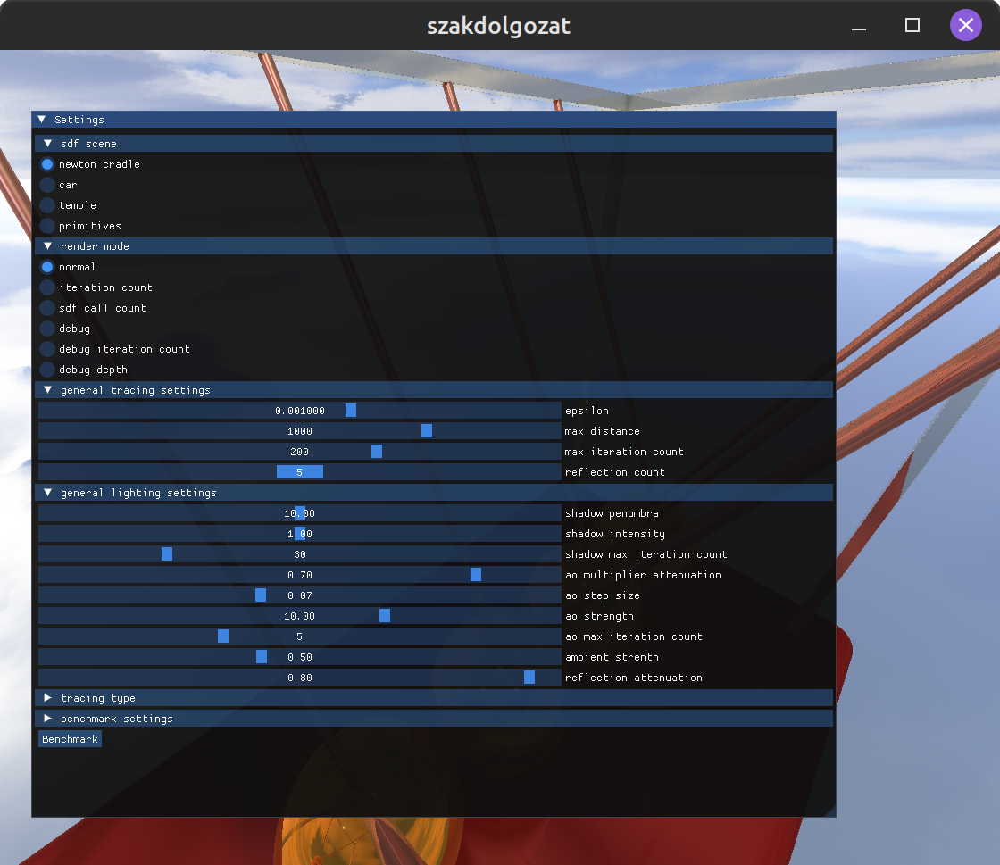 szakdolgozat
Settings
sdf scene
newton cradle
car
temple
primitives
render mode
normal
iteration count
sdf call count
debug
debug iteration count
debug depth
general tracing settings
0.001000 epsilon
1000 max distance
200 max iteration count
5 reflection count
general lighting settings
10.00 shadow penumbra
1.00 shadow intensity
30 shadow max iteration count
0.70 ao multiplier attenuation
0.07 ao step size
10.00 ao strength
5 ao max iteration count
0.50 ambient strenth
0.80 reflection attenuation
tracing type
benchmark settings
Benchmark